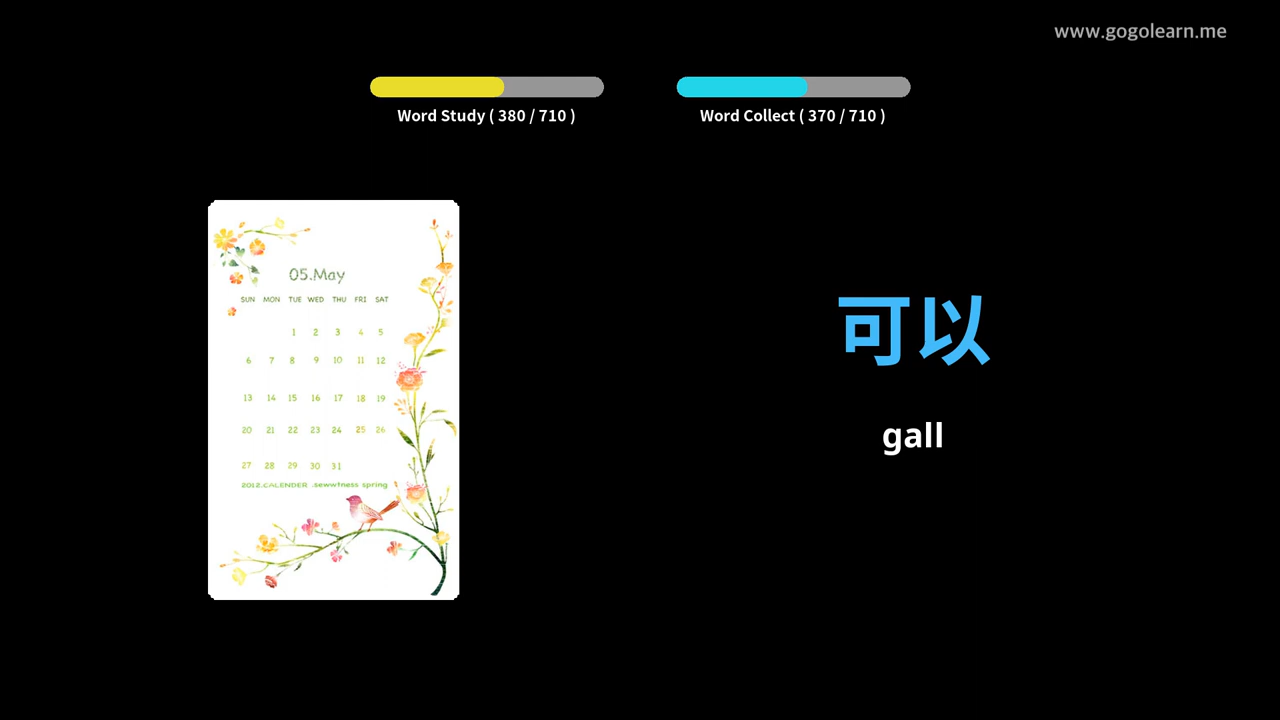 www.gogolearn.me
Word Study ( 380 / 710 )
Word Collect ( 370 / 710 )
05.May
SUN MON TUE WED THU FRI SAT
1 2 3 4 5
6 7 8 9 10 11 12
13 14 15 16 17 18 19
20 21 22 23 24 25 26
27 28 29 30 31
2012.CALENDER .sewwtness spring
可以
gall